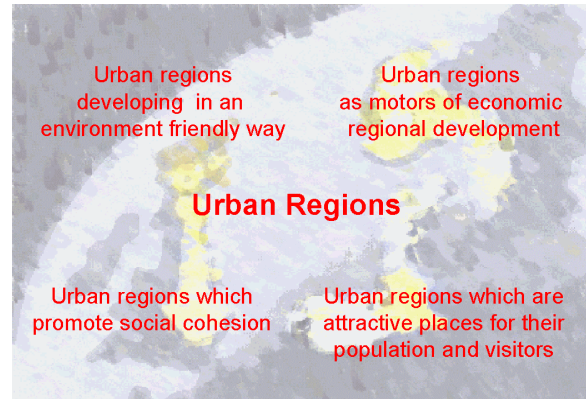 Urban regions
developing in an
environment friendly way
Urban regions
as motors of economic
regional development
Urban Regions
Urban regions which
promote social cohesion
Urban regions which are
attractive places for their
population and visitors